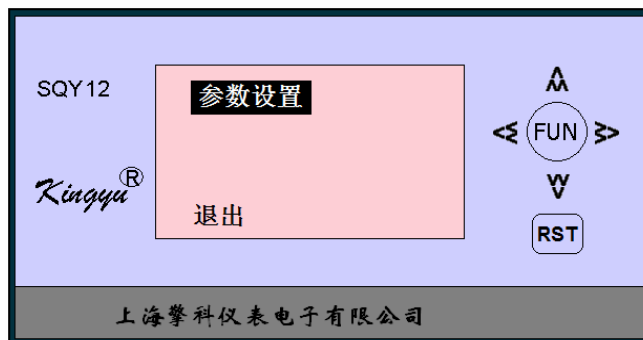 SQY12
参数设置
FUN
Kingyu®
退出
RST
上海擎科仪表电子有限公司